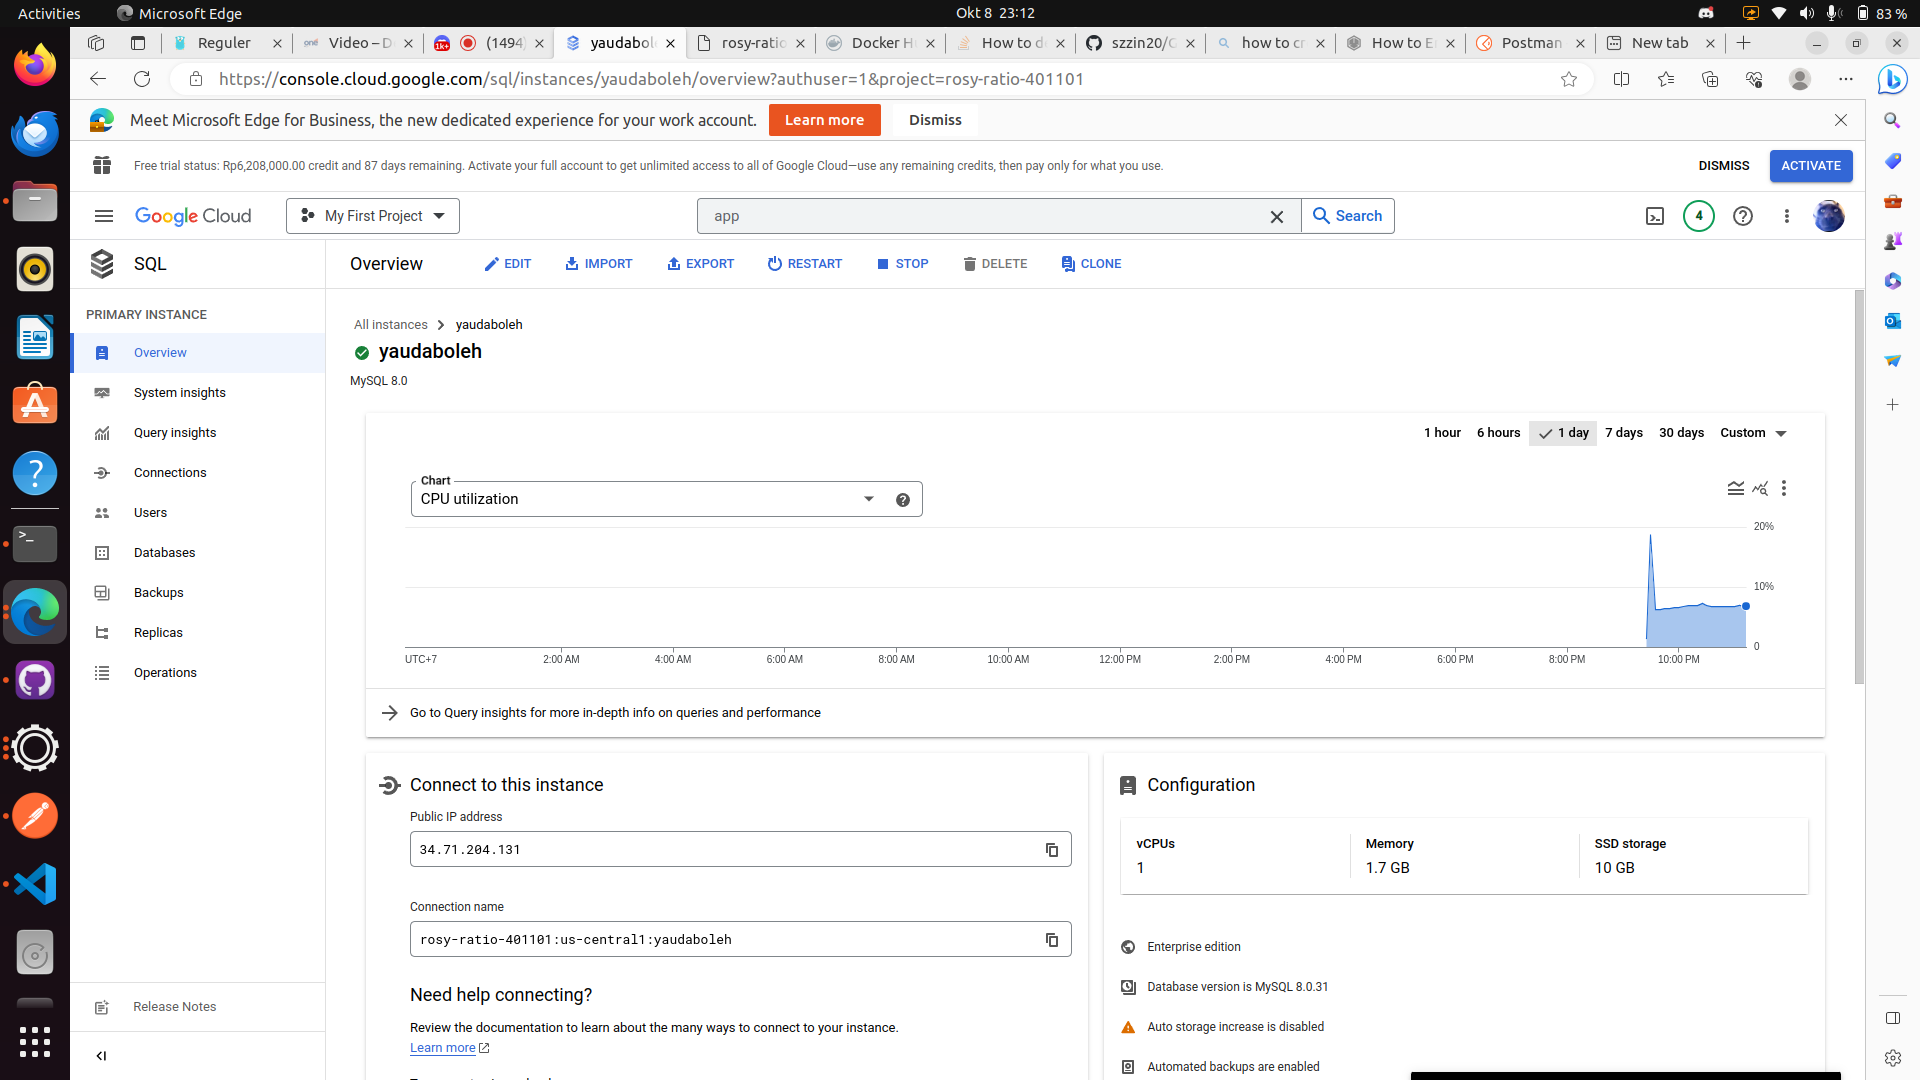 Activities
Microsoft Edge
Okt 8 23:12
83 %
Reguler
Video – D
(1494)
yaudabol
rosy-ratio
Docker H
How to d
szzin20/C
how to cr
How to E
Postman
New tab
https://console.cloud.google.com/sql/instances/yaudaboleh/overview?authuser=1&project=rosy-ratio-401101
Meet Microsoft Edge for Business, the new dedicated experience for your work account.
Learn more
Dismiss
Free trial status: Rp6,208,000.00 credit and 87 days remaining. Activate your full account to get unlimited access to all of Google Cloud—use any remaining credits, then pay only for what you use.
DISMISS
ACTIVATE
Google Cloud
My First Project
app
Search
4
SQL
Overview
EDIT
IMPORT
EXPORT
RESTART
STOP
DELETE
CLONE
PRIMARY INSTANCE
Overview
System insights
Query insights
Connections
Users
Databases
Backups
Replicas
Operations
Release Notes
All instances
yaudaboleh
yaudaboleh
MySQL 8.0
1 hour
6 hours
1 day
7 days
30 days
Custom
Chart
CPU utilization
20%
10%
0
UTC+7
2:00 AM
4:00 AM
6:00 AM
8:00 AM
10:00 AM
12:00 PM
2:00 PM
4:00 PM
6:00 PM
8:00 PM
10:00 PM
Go to Query insights for more in-depth info on queries and performance
Connect to this instance
Public IP address
34.71.204.131
Connection name
rosy-ratio-401101:us-central1:yaudaboleh
Need help connecting?
Review the documentation to learn about the many ways to connect to your instance.
Learn more
Configuration
vCPUs
1
Memory
1.7 GB
SSD storage
10 GB
Enterprise edition
Database version is MySQL 8.0.31
Auto storage increase is disabled
Automated backups are enabled